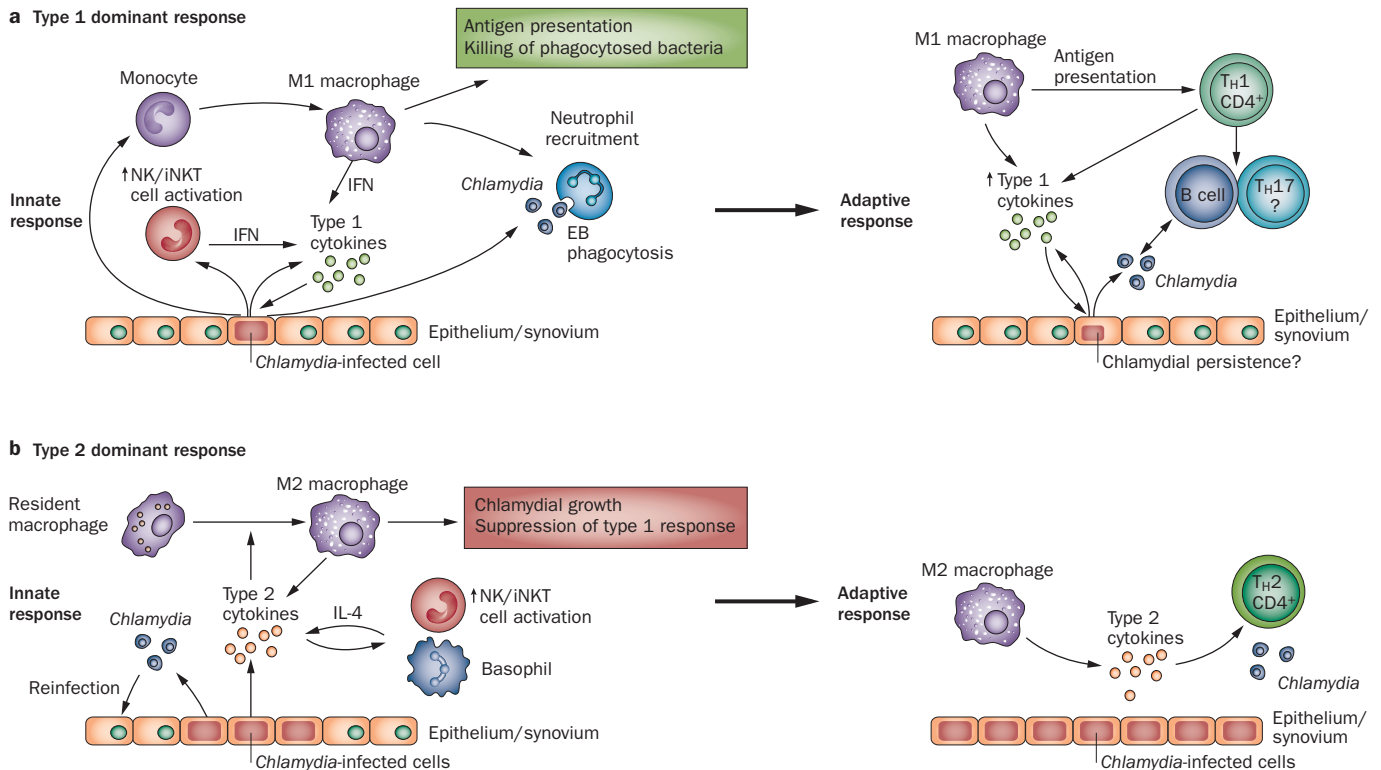 a Type 1 dominant response
Antigen presentation
Killing of phagocytosed bacteria
Monocyte
M1 macrophage
Neutrophil
recruitment
↑NK/iNKT
cell activation
IFN
Chlamydia
Innate
response
IFN
Type 1
cytokines
EB
phagocytosis
Epithelium/synovium
Chlamydia-infected cell
M1 macrophage
Antigen
presentation
TH1
CD4+
↑ Type 1
cytokines
B cell
TH17
?
Adaptive
response
Chlamydia
Epithelium/
synovium
Chlamydial persistence?
b Type 2 dominant response
Resident
macrophage
M2 macrophage
Chlamydial growth
Suppression of type 1 response
Innate
response
Type 2
cytokines
IL-4
↑NK/iNKT
cell activation
Chlamydia
Basophil
Reinfection
Epithelium/synovium
Chlamydia-infected cells
Adaptive
response
M2 macrophage
Type 2
cytokines
TH2
CD4+
Chlamydia
Epithelium/
synovium
Chlamydia-infected cells